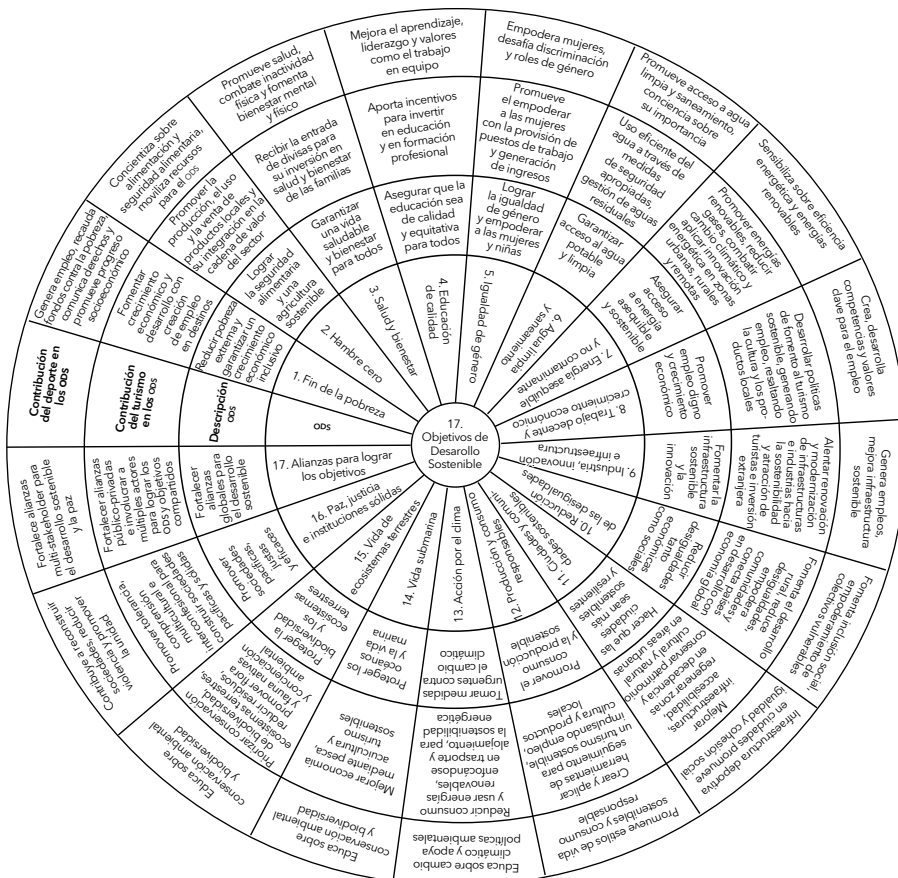 17.
Objetivos de
Desarollo
Sostenible
ODS
Descripción
ODS
Contribución
del turismo
en los ODS
Contribución
del deporte en
los ODS
1. Fin de la pobreza
Reducir pobreza
extrema y
garantizar un
crecimiento
económico
inclusivo
Fomentar
crecimiento
económico y
desarrollo con
creación
de empleo
en destinos
Genera empleo, recauda
fondos contra la pobreza,
comunica derechos y
promueve progreso
socioeconómico
2. Hambre cero
Lograr
la seguridad
alimentaria
y una
agricultura
sostenible
Promover la
producción, el uso
y la venta de
productos locales y
su integración en la
cadena de valor
del sector
Concientiza sobre
alimentación y
seguridad alimentaria,
moviliza recursos
para el ODS
3. Salud y bienestar
Garantizar
una vida
saludable
y bienestar
para todos
Recibir la entrada
de divisas para
su inversión en
salud y bienestar
de las familias
Promueve salud,
combate inactividad
física y fomenta
bienestar mental
y físico
4. Educación
de calidad
Asegurar que la
educación sea
de calidad
y equitativa
para todos
Aporta incentivos
para invertir
en educación
y en formación
profesional
Mejora el aprendizaje,
liderazgo y valores
como el trabajo
en equipo
5. Igualdad de género
Lograr
la igualdad
de género
y empoderar
a las mujeres
y niñas
Promueve
el empoderar
a las mujeres
con la provisión de
puestos de trabajo
y generación
de ingresos
Empodera mujeres,
desafía discriminación
y roles de género
6. Agua limpia
y saneamiento
Garantizar
acceso al agua
potable
y limpia
Uso eficiente del
agua a través de
medidas
de seguridad
apropiadas,
gestión de aguas
residuales
Promueve acceso a agua
limpia y saneamiento,
conciencia sobre
su importancia
7. Energía asequible
y no contaminante
Asegurar
acceso
a energía
asequible
y sostenible
Promover energías
renovables, reducir
gases, combatir
cambio climático y
aplicar innovación
energética en zonas
urbanas, rurales
y remotas
Sensibiliza sobre eficiencia
energética y energías
renovables
8. Trabajo decente y
crecimiento económico
Promover
empleo digno
y crecimiento
económico
Desarrollar políticas
de fomento al turismo
sostenible, generando
empleo, resaltando
la cultura y los pro-
ductos locales
Crea, desarrolla
competencias y valores
clave para el empleo
9. Industria, innovación
e infraestructura
Fomentar la
infraestructura
sostenible
y la
innovación
Alentar renovación
y modernización
de infraestructuras
e industrias hacia
la sostenibilidad
y atracción de
turistas e inversión
extranjera
Genera empleos,
mejora infraestructura
sostenible
10. Reducción
de las desigualdades
Reducir
desigualdades
tanto
económicas
como sociales
Fomenta el desarrollo
rural, reduce
desigualdades,
empodera
comunidades y
conecta países
en desarrollo con
economía global
Fomenta inclusión social,
empoderamiento de
colectivos vulnerables
11. Ciudades y comuni-
dades sostenibles
Hacer que las
ciudades
sean más
sostenibles
y resilientes
Mejorar
infraestructuras,
accesibilidad,
regenerar zonas
en decadencia y
conservar patrimonio
cultural y natural
en áreas urbanas
Infraestructura deportiva
en ciudades promueve
igualdad y cohesión social
12. Producción y consumo
responsables
Promover el
consumo
y la producción
sostenible
Crear y aplicar
herramientas de
seguimiento para
un turismo sostenible,
impulsando empleo,
cultura y productos
locales
Promueve estilos de vida
sostenibles y consumo
responsable
13. Acción por el clima
Tomar medidas
urgentes contra
el cambio
climático
Reducir consumo
y usar energías
renovables,
enfocándose
en trasporte y
alojamiento, para
la sostenibilidad
energética
Educa sobre cambio
climático y apoya
políticas ambientales
14. Vida submarina
Proteger los
océanos
y la vida
marina
Mejorar economía
mediante pesca,
acuicultura y
turismo
sostenible
Educa sobre
conservación ambiental
y biodiversidad
15. Vida de
ecosistemas terrestres
Proteger la
biodiversidad
y los
ecosistemas
terrestres
Priorizar conservación
de biodiversidad,
ecosistemas terrestres,
reducir residuos,
y promover flora
y fauna nativa
Educa sobre
conservación ambiental
y biodiversidad
16. Paz, justicia
e instituciones sólidas
Promover
sociedades
pacíficas
justas
y eficaces
Promover tolerancia,
comprensión
multicultural e
interconfesional para
construir sociedades
pacíficas y sólidas
Contribuye a reconstruir
sociedades, reducir
violencia y promover
la unidad
17. Alianzas para lograr
los objetivos
Fortalecer
alianzas
globales para
el desarrollo
sostenible
Fortalecer alianzas
público-privadas
e involucrar a
múltiples actores
para lograr los
ODS y objetivos
compartidos
Fortalece alianzas
multi-stakeholder para
el desarrollo sostenible
y la paz